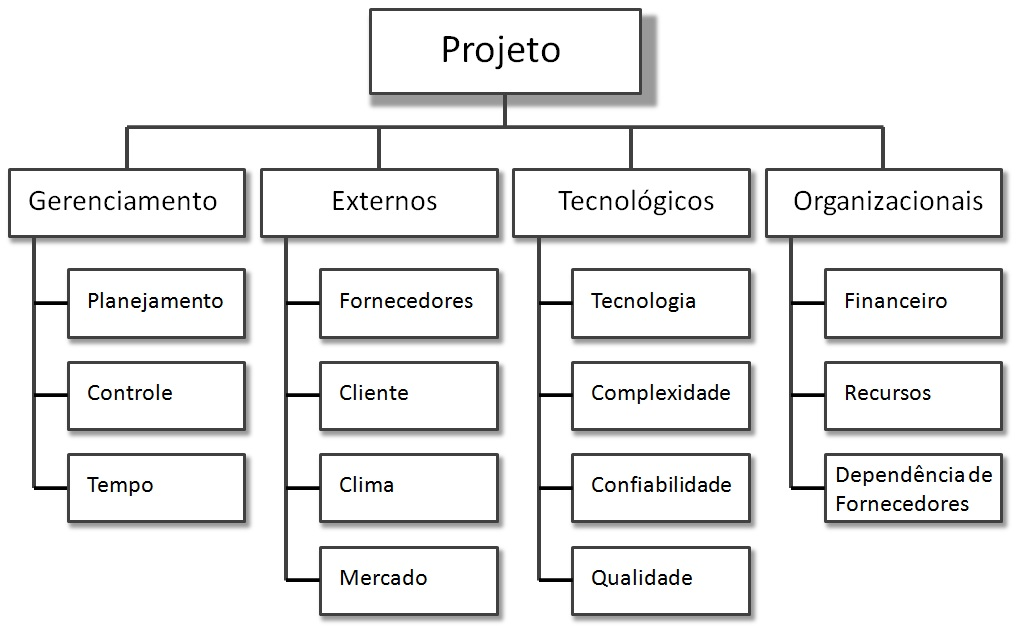 Projeto
Gerenciamento
Externos
Tecnológicos
Organizacionais
Planejamento
Controle
Tempo
Fornecedores
Cliente
Clima
Mercado
Tecnologia
Complexidade
Confiabilidade
Qualidade
Financeiro
Recursos
Dependência de
Fornecedores